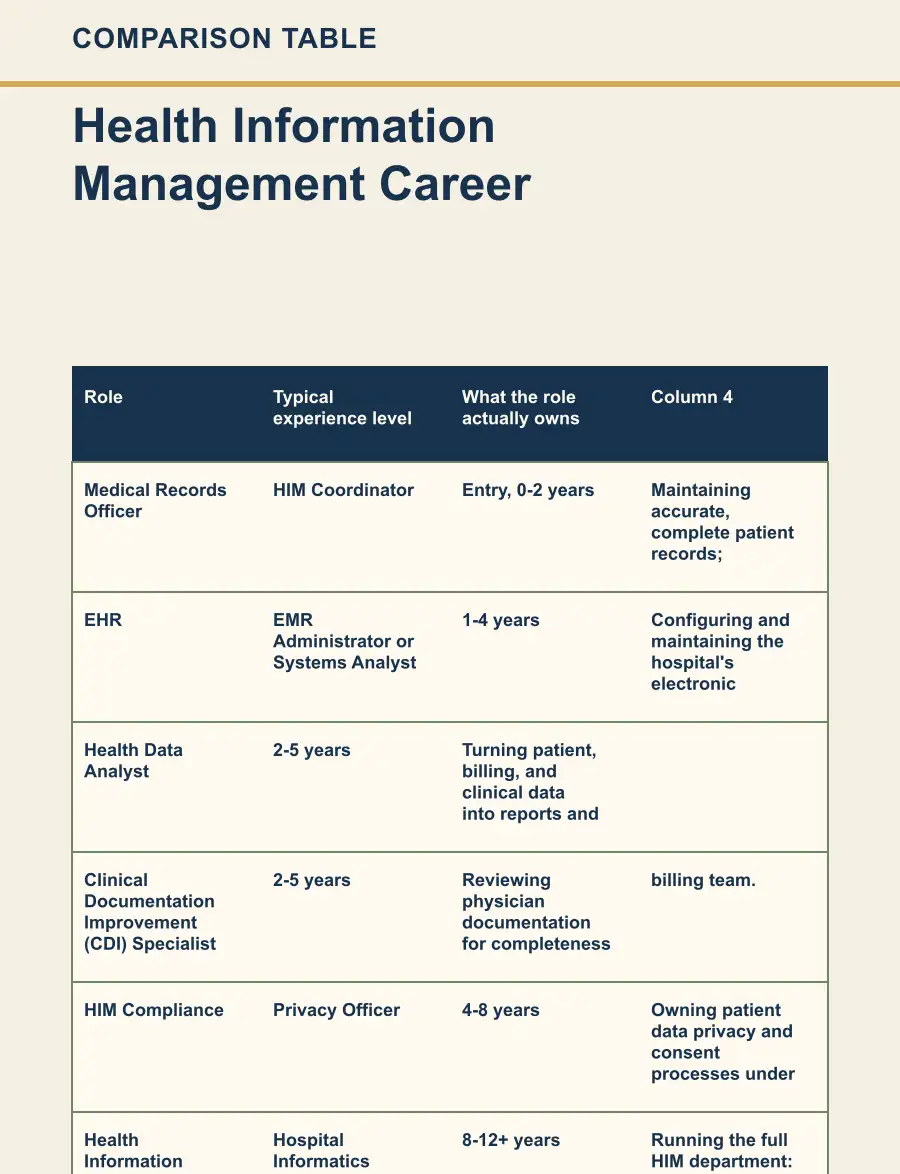 COMPARISON TABLE
Health Information
Management Career
Role
Typical
experience level
What the role
actually owns
Column 4
Medical Records
Officer
HIM Coordinator
Entry, 0-2 years
Maintaining
accurate,
complete patient
records;
EHR
EMR
Administrator or
Systems Analyst
1-4 years
Configuring and
maintaining the
hospital's
electronic
Health Data
Analyst
2-5 years
Turning patient,
billing, and
clinical data
into reports and
Clinical
Documentation
Improvement
(CDI) Specialist
2-5 years
Reviewing
physician
documentation
for completeness
billing team.
HIM Compliance
Privacy Officer
4-8 years
Owning patient
data privacy and
consent
processes under
Health
Information
Hospital
Informatics
8-12+ years
Running the full
HIM department: